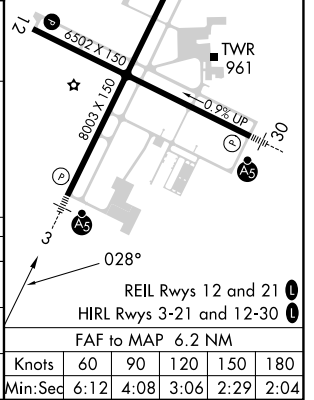 12
P
6502 X 150
TWR
961
8003 X 150
0.9% UP
30
P
A5
P
A5
3
028°
REIL Rwys 12 and 21 L
HIRL Rwys 3-21 and 12-30 L
FAF to MAP 6.2 NM
Knots 60 90 120 150 180
Min:Sec 6:12 4:08 3:06 2:29 2:04